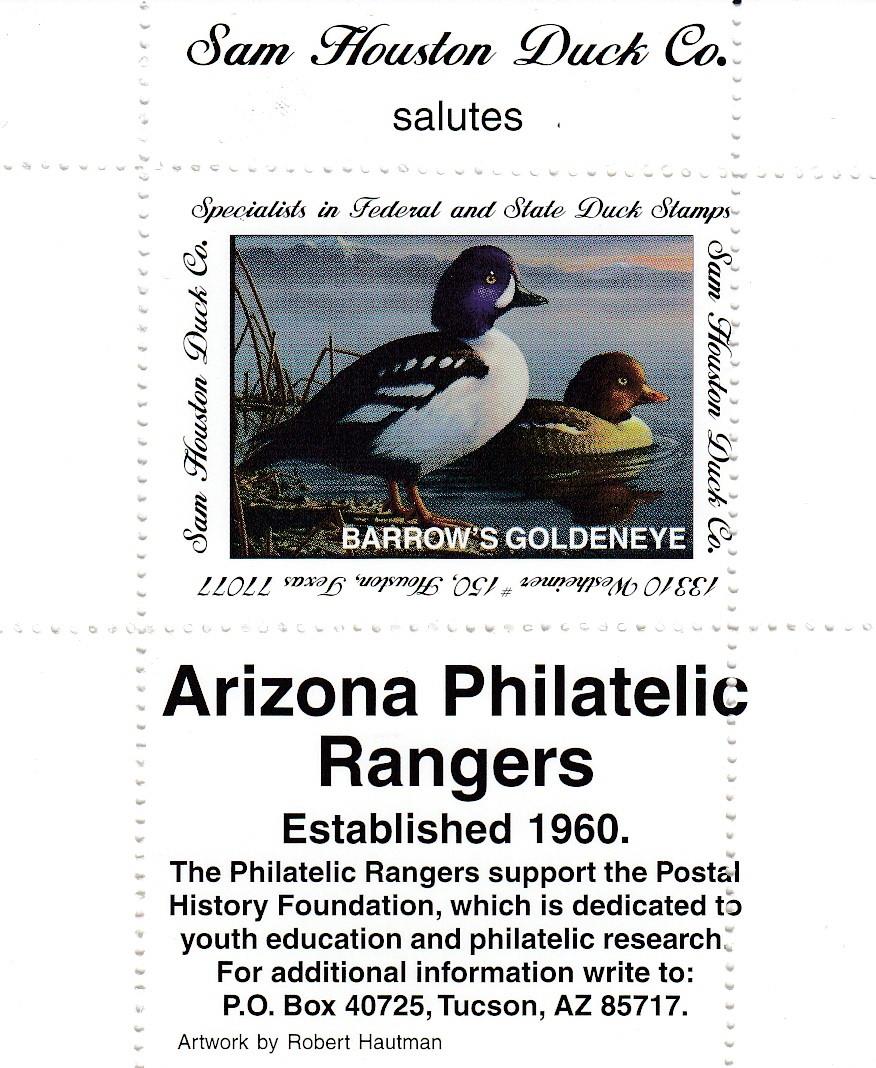 Sam Houston Duck Co.
salutes
Specialists in Federal and State Duck Stamps
Sam Houston Duck Co.
Sam Houston Duck Co.
BARROW'S GOLDENEYE
13310 Westheimer #150, Houston, Texas 77077
Arizona Philatelic
Rangers
Established 1960.
The Philatelic Rangers support the Postal
History Foundation, which is dedicated to
youth education and philatelic research.
For additional information write to:
P.O. Box 40725, Tucson, AZ 85717.
Artwork by Robert Hautman